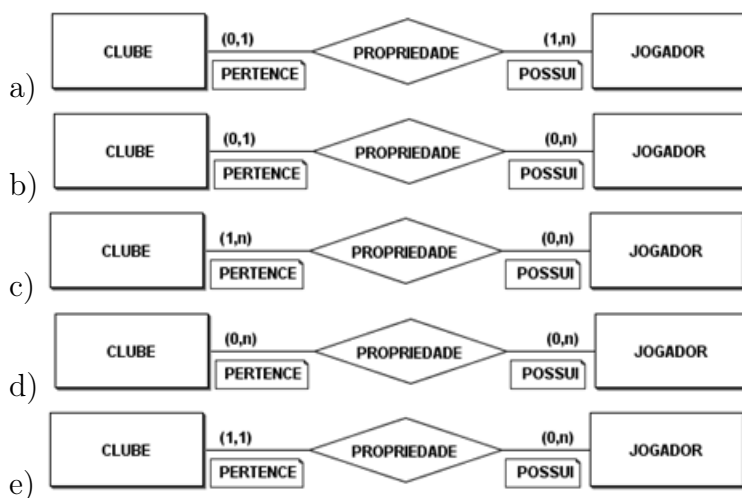 (0,1) (1,n)
CLUBE PROPRIEDADE JOGADOR
PERTENCE POSSUI
a)
(0,1) (0,n)
CLUBE PROPRIEDADE JOGADOR
PERTENCE POSSUI
b)
(1,n) (0,n)
CLUBE PROPRIEDADE JOGADOR
PERTENCE POSSUI
c)
(0,n) (0,n)
CLUBE PROPRIEDADE JOGADOR
PERTENCE POSSUI
d)
(1,1) (0,n)
CLUBE PROPRIEDADE JOGADOR
PERTENCE POSSUI
e)